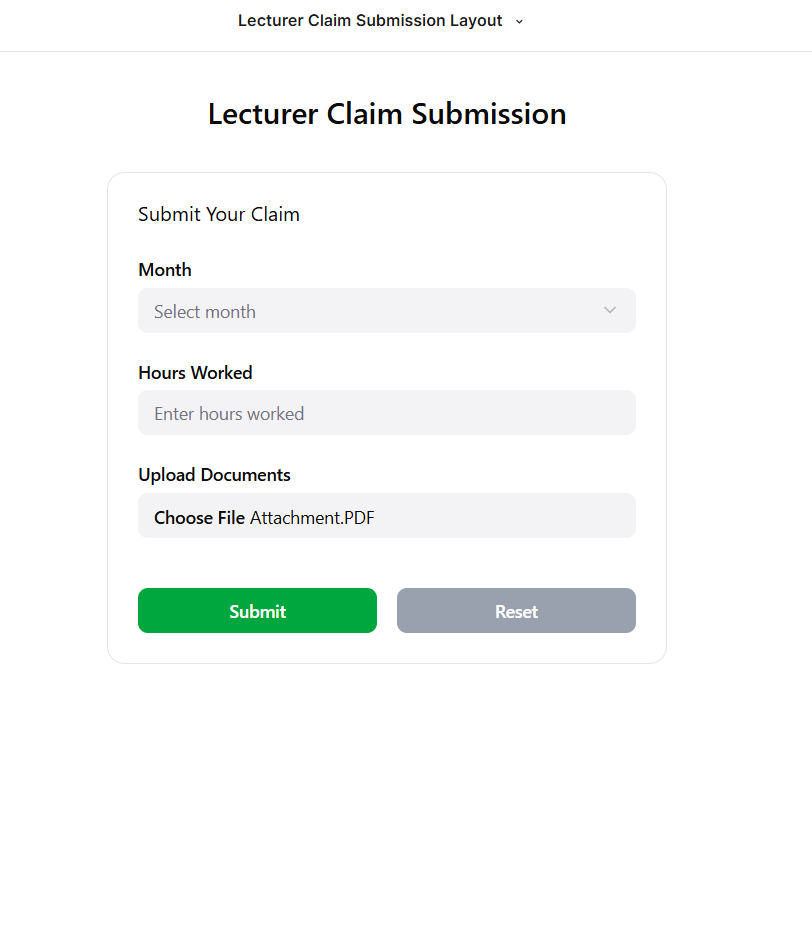 Lecturer Claim Submission Layout
Lecturer Claim Submission
Submit Your Claim
Month
Select month
Hours Worked
Enter hours worked
Upload Documents
Choose File Attachment.PDF
Submit Reset